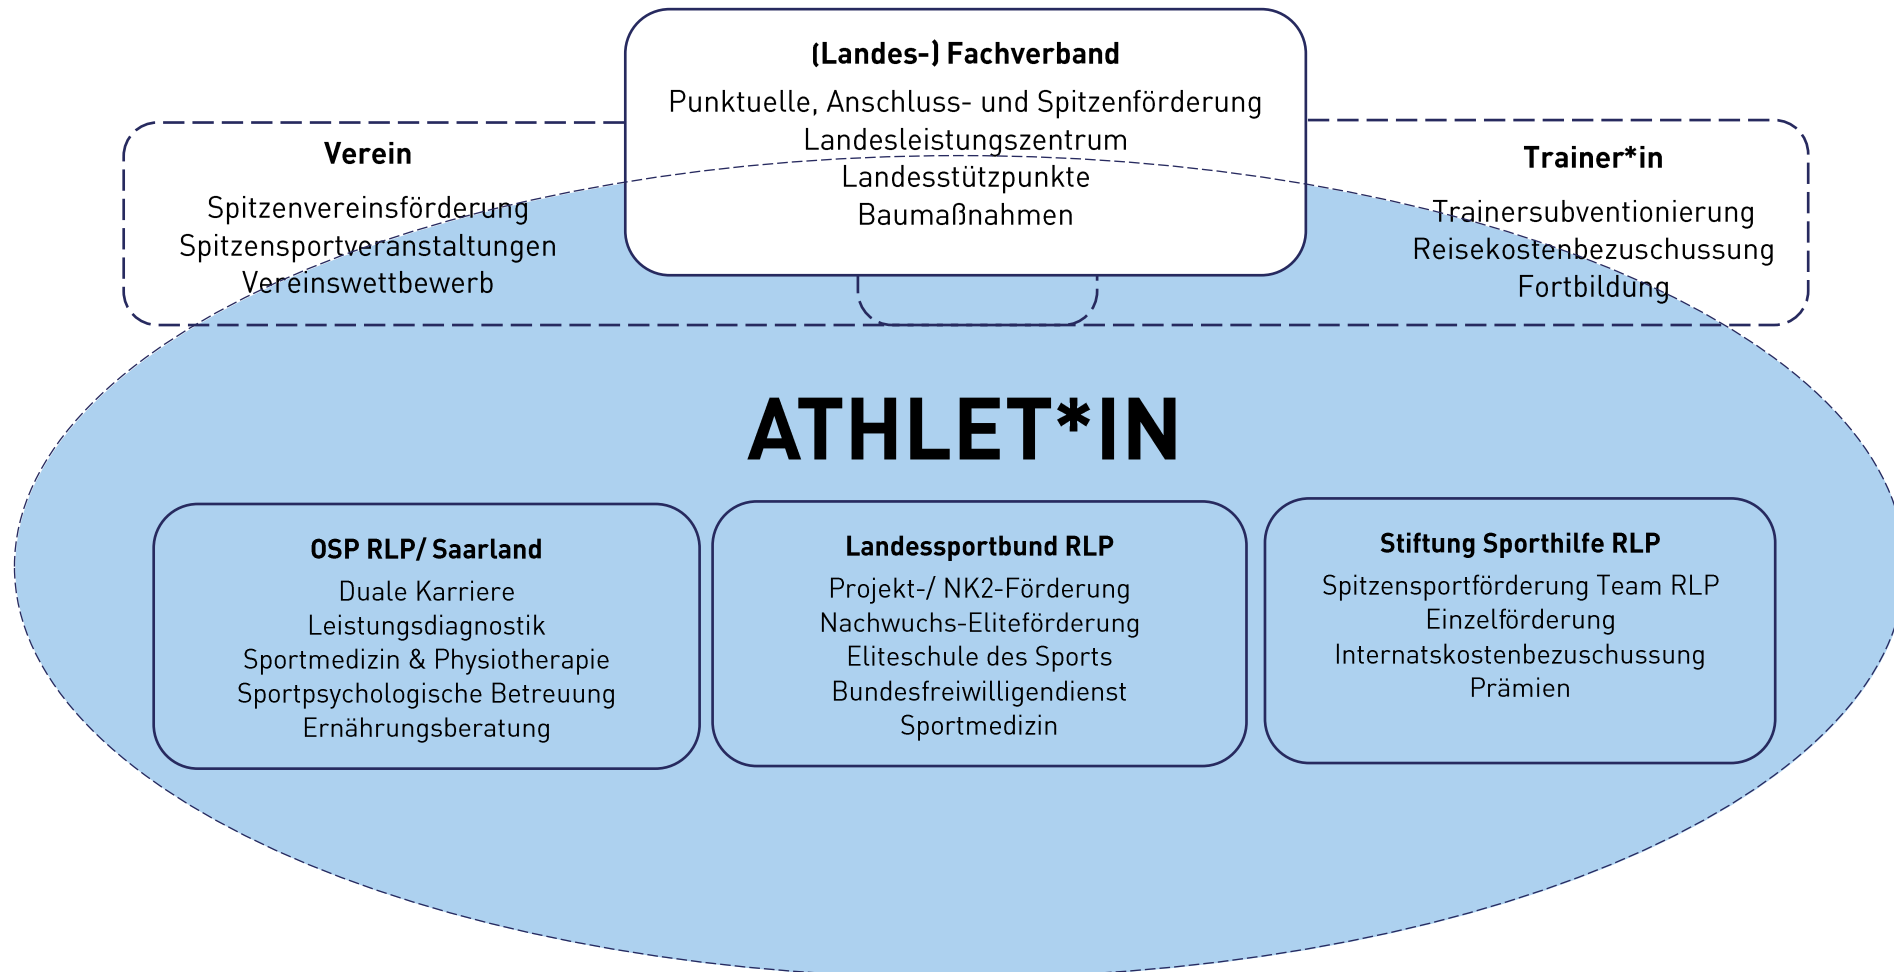 (Landes-) Fachverband
Punktuelle, Anschluss- und Spitzenförderung
Landesleistungszentrum
Landesstützpunkte
Baumaßnahmen
Verein
Spitzenvereinsförderung
Spitzensportveranstaltungen
Vereinswettbewerb
Trainer*in
Trainersubventionierung
Reisekostenbezuschussung
Fortbildung
ATHLET*IN
OSP RLP/ Saarland
Duale Karriere
Leistungsdiagnostik
Sportmedizin & Physiotherapie
Sportpsychologische Betreuung
Ernährungsberatung
Landessportbund RLP
Projekt-/ NK2-Förderung
Nachwuchs-Eliteförderung
Eliteschule des Sports
Bundesfreiwilligendienst
Sportmedizin
Stiftung Sporthilfe RLP
Spitzensportförderung Team RLP
Einzelförderung
Internatskostenbezuschussung
Prämien